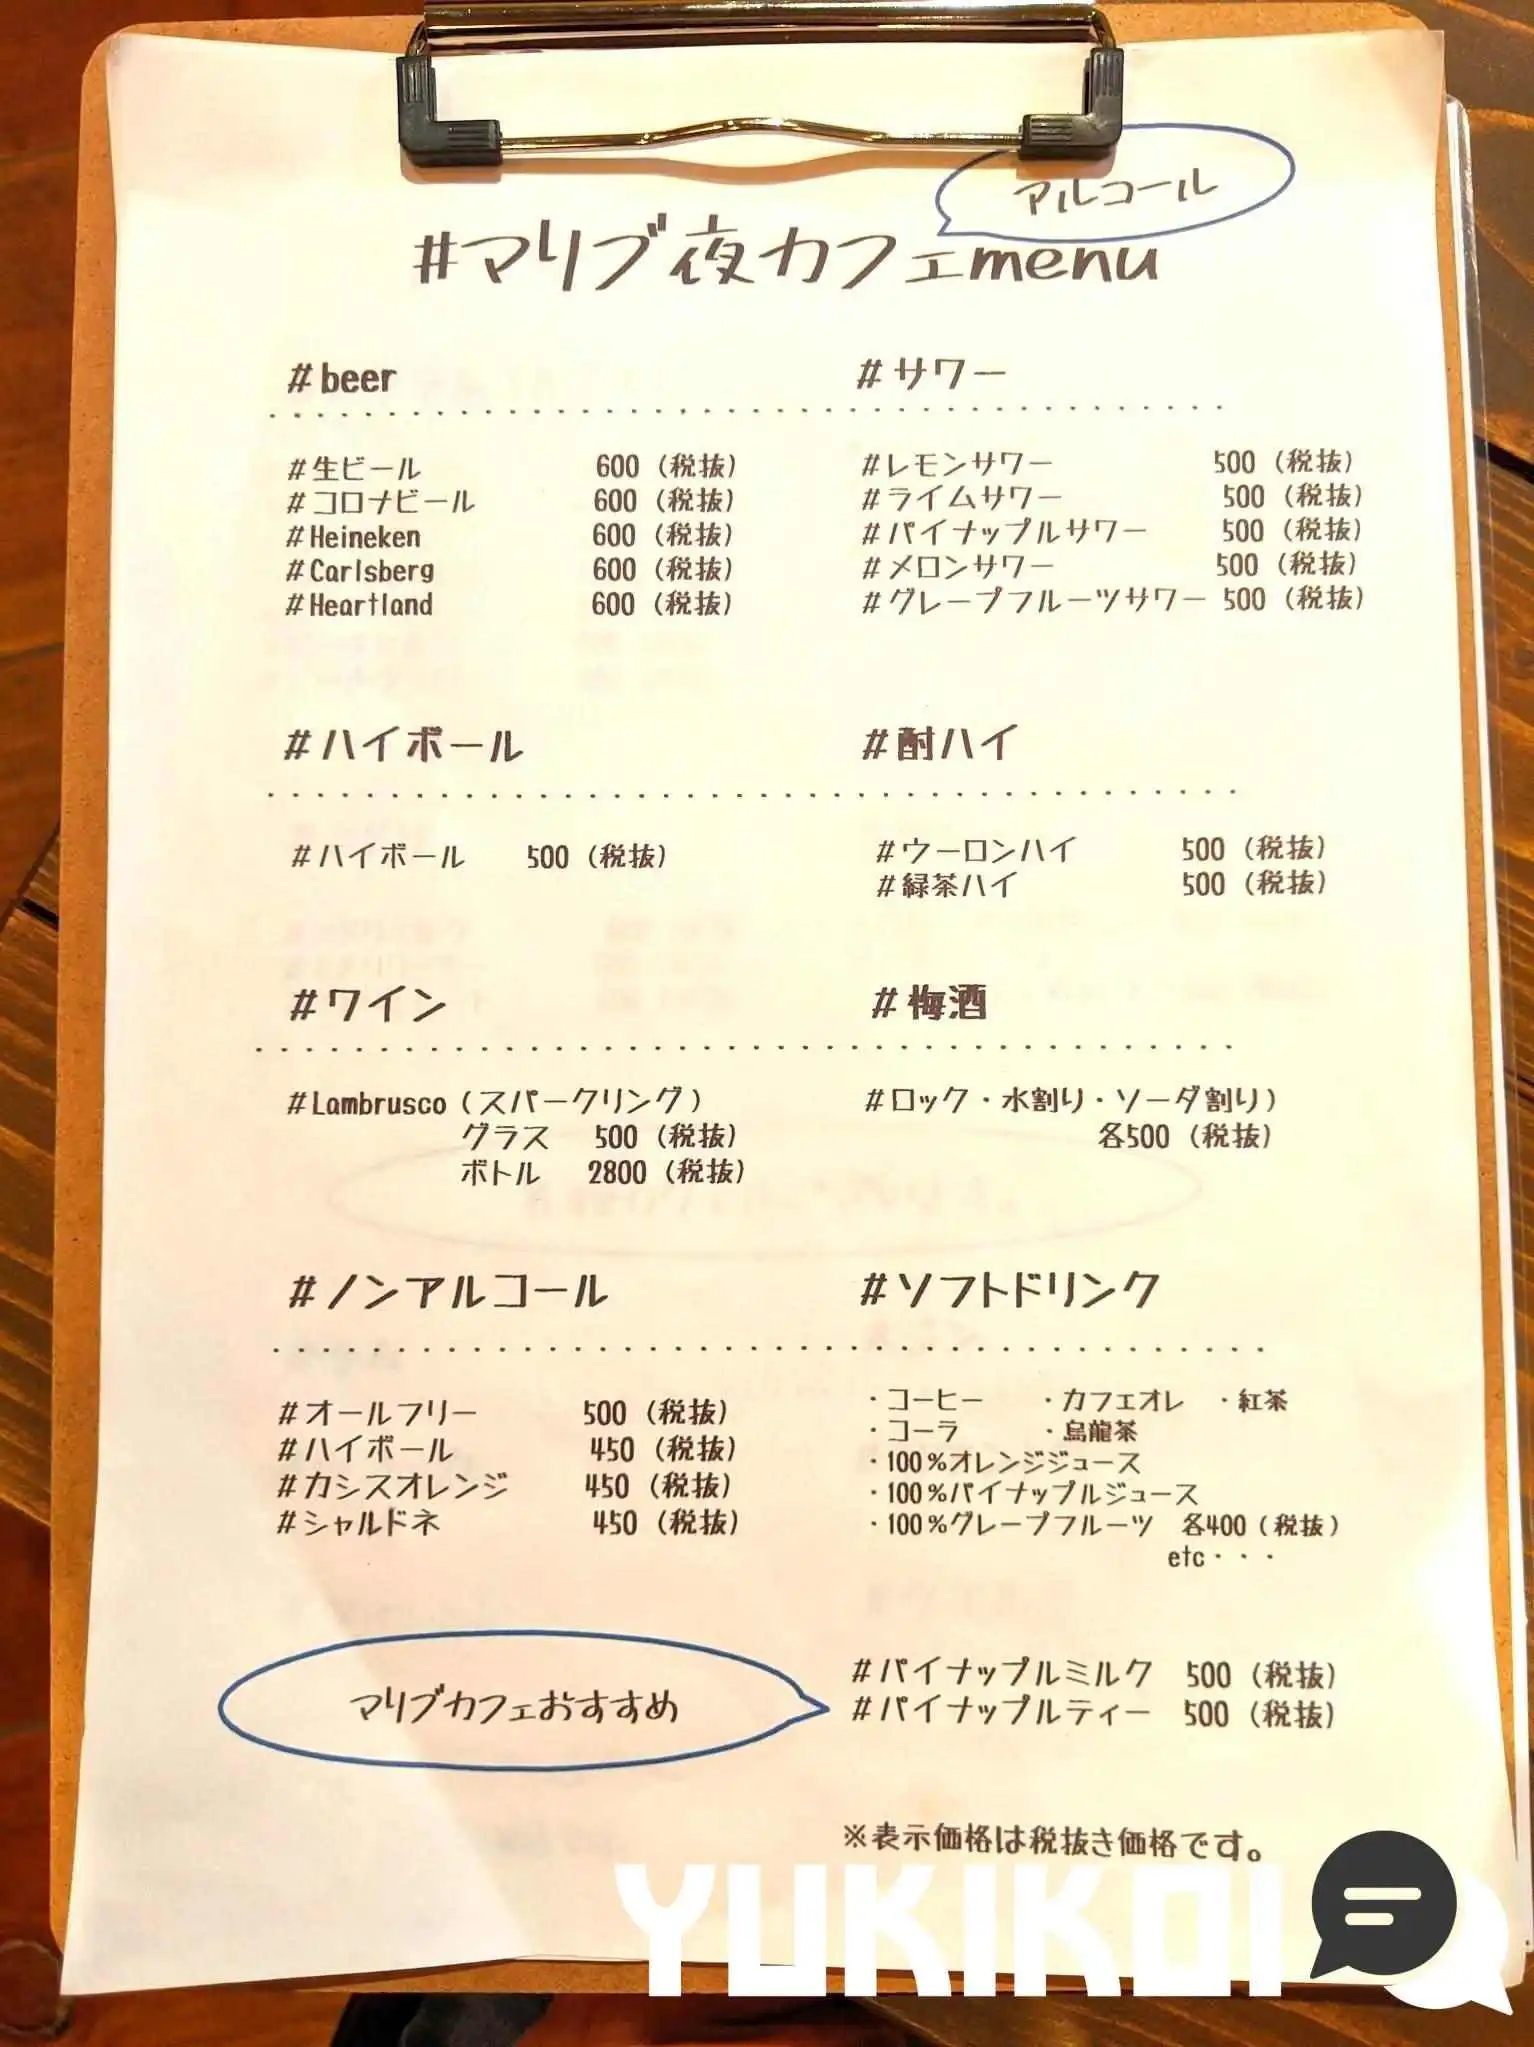 アルコール
#マリブ夜カフェmenu
#beer
#生ビール 600（税抜）
#コロナビール 600（税抜）
#Heineken 600（税抜）
#Carlsberg 600（税抜）
#Heartland 600（税抜）
#サワー
#レモンサワー 500（税抜）
#ライムサワー 500（税抜）
#パイナップルサワー 500（税抜）
#メロンサワー 500（税抜）
#グレープフルーツサワー 500（税抜）
#ハイボール
#ハイボール 500（税抜）
#酎ハイ
#ウーロンハイ 500（税抜）
#緑茶ハイ 500（税抜）
#ワイン
#Lambrusco（スパークリング）
グラス 500（税抜）
ボトル 2800（税抜）
#梅酒
#ロック・水割り・ソーダ割り）
各500（税抜）
#ノンアルコール
#オールフリー 500（税抜）
#ハイボール 450（税抜）
#カシスオレンジ 450（税抜）
#シャルドネ 450（税抜）
#ソフトドリンク
・コーヒー ・カフェオレ ・紅茶
・コーラ ・烏龍茶
・100％オレンジジュース
・100％パイナップルジュース
・100％グレープフルーツ 各400（税抜）
etc・・・
マリブカフェおすすめ
#パイナップルミルク 500（税抜）
#パイナップルティー 500（税抜）
※表示価格は税抜き価格です。
YUKIKOI